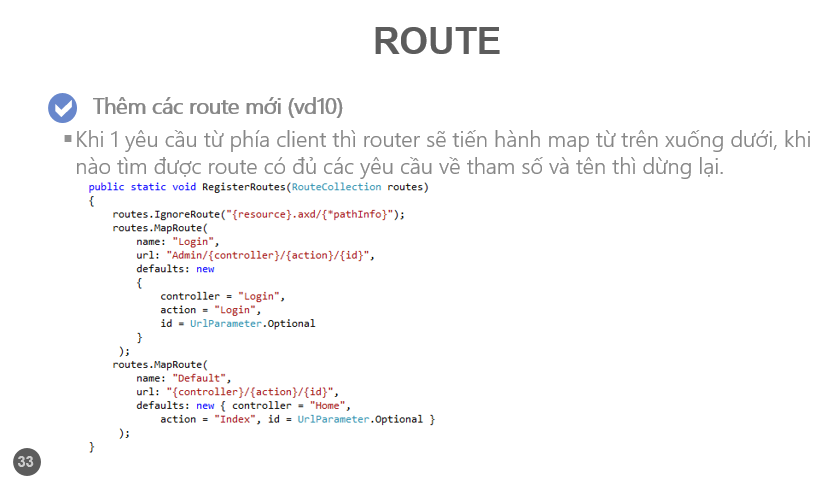 ROUTE
Thêm các route mới (vd10)
Khi 1 yêu cầu từ phía client thì router sẽ tiến hành map từ trên xuống dưới, khi
nào tìm được route có đủ các yêu cầu về tham số và tên thì dừng lại.
public static void RegisterRoutes(RouteCollection routes)
{
routes.IgnoreRoute("{resource}.axd/{*pathInfo}");
routes.MapRoute(
name: "Login",
url: "Admin/{controller}/{action}/{id}",
defaults: new
{
controller = "Login",
action = "Login",
id = UrlParameter.Optional
}
);
routes.MapRoute(
name: "Default",
url: "{controller}/{action}/{id}",
defaults: new { controller = "Home",
action = "Index", id = UrlParameter.Optional }
);
}
33